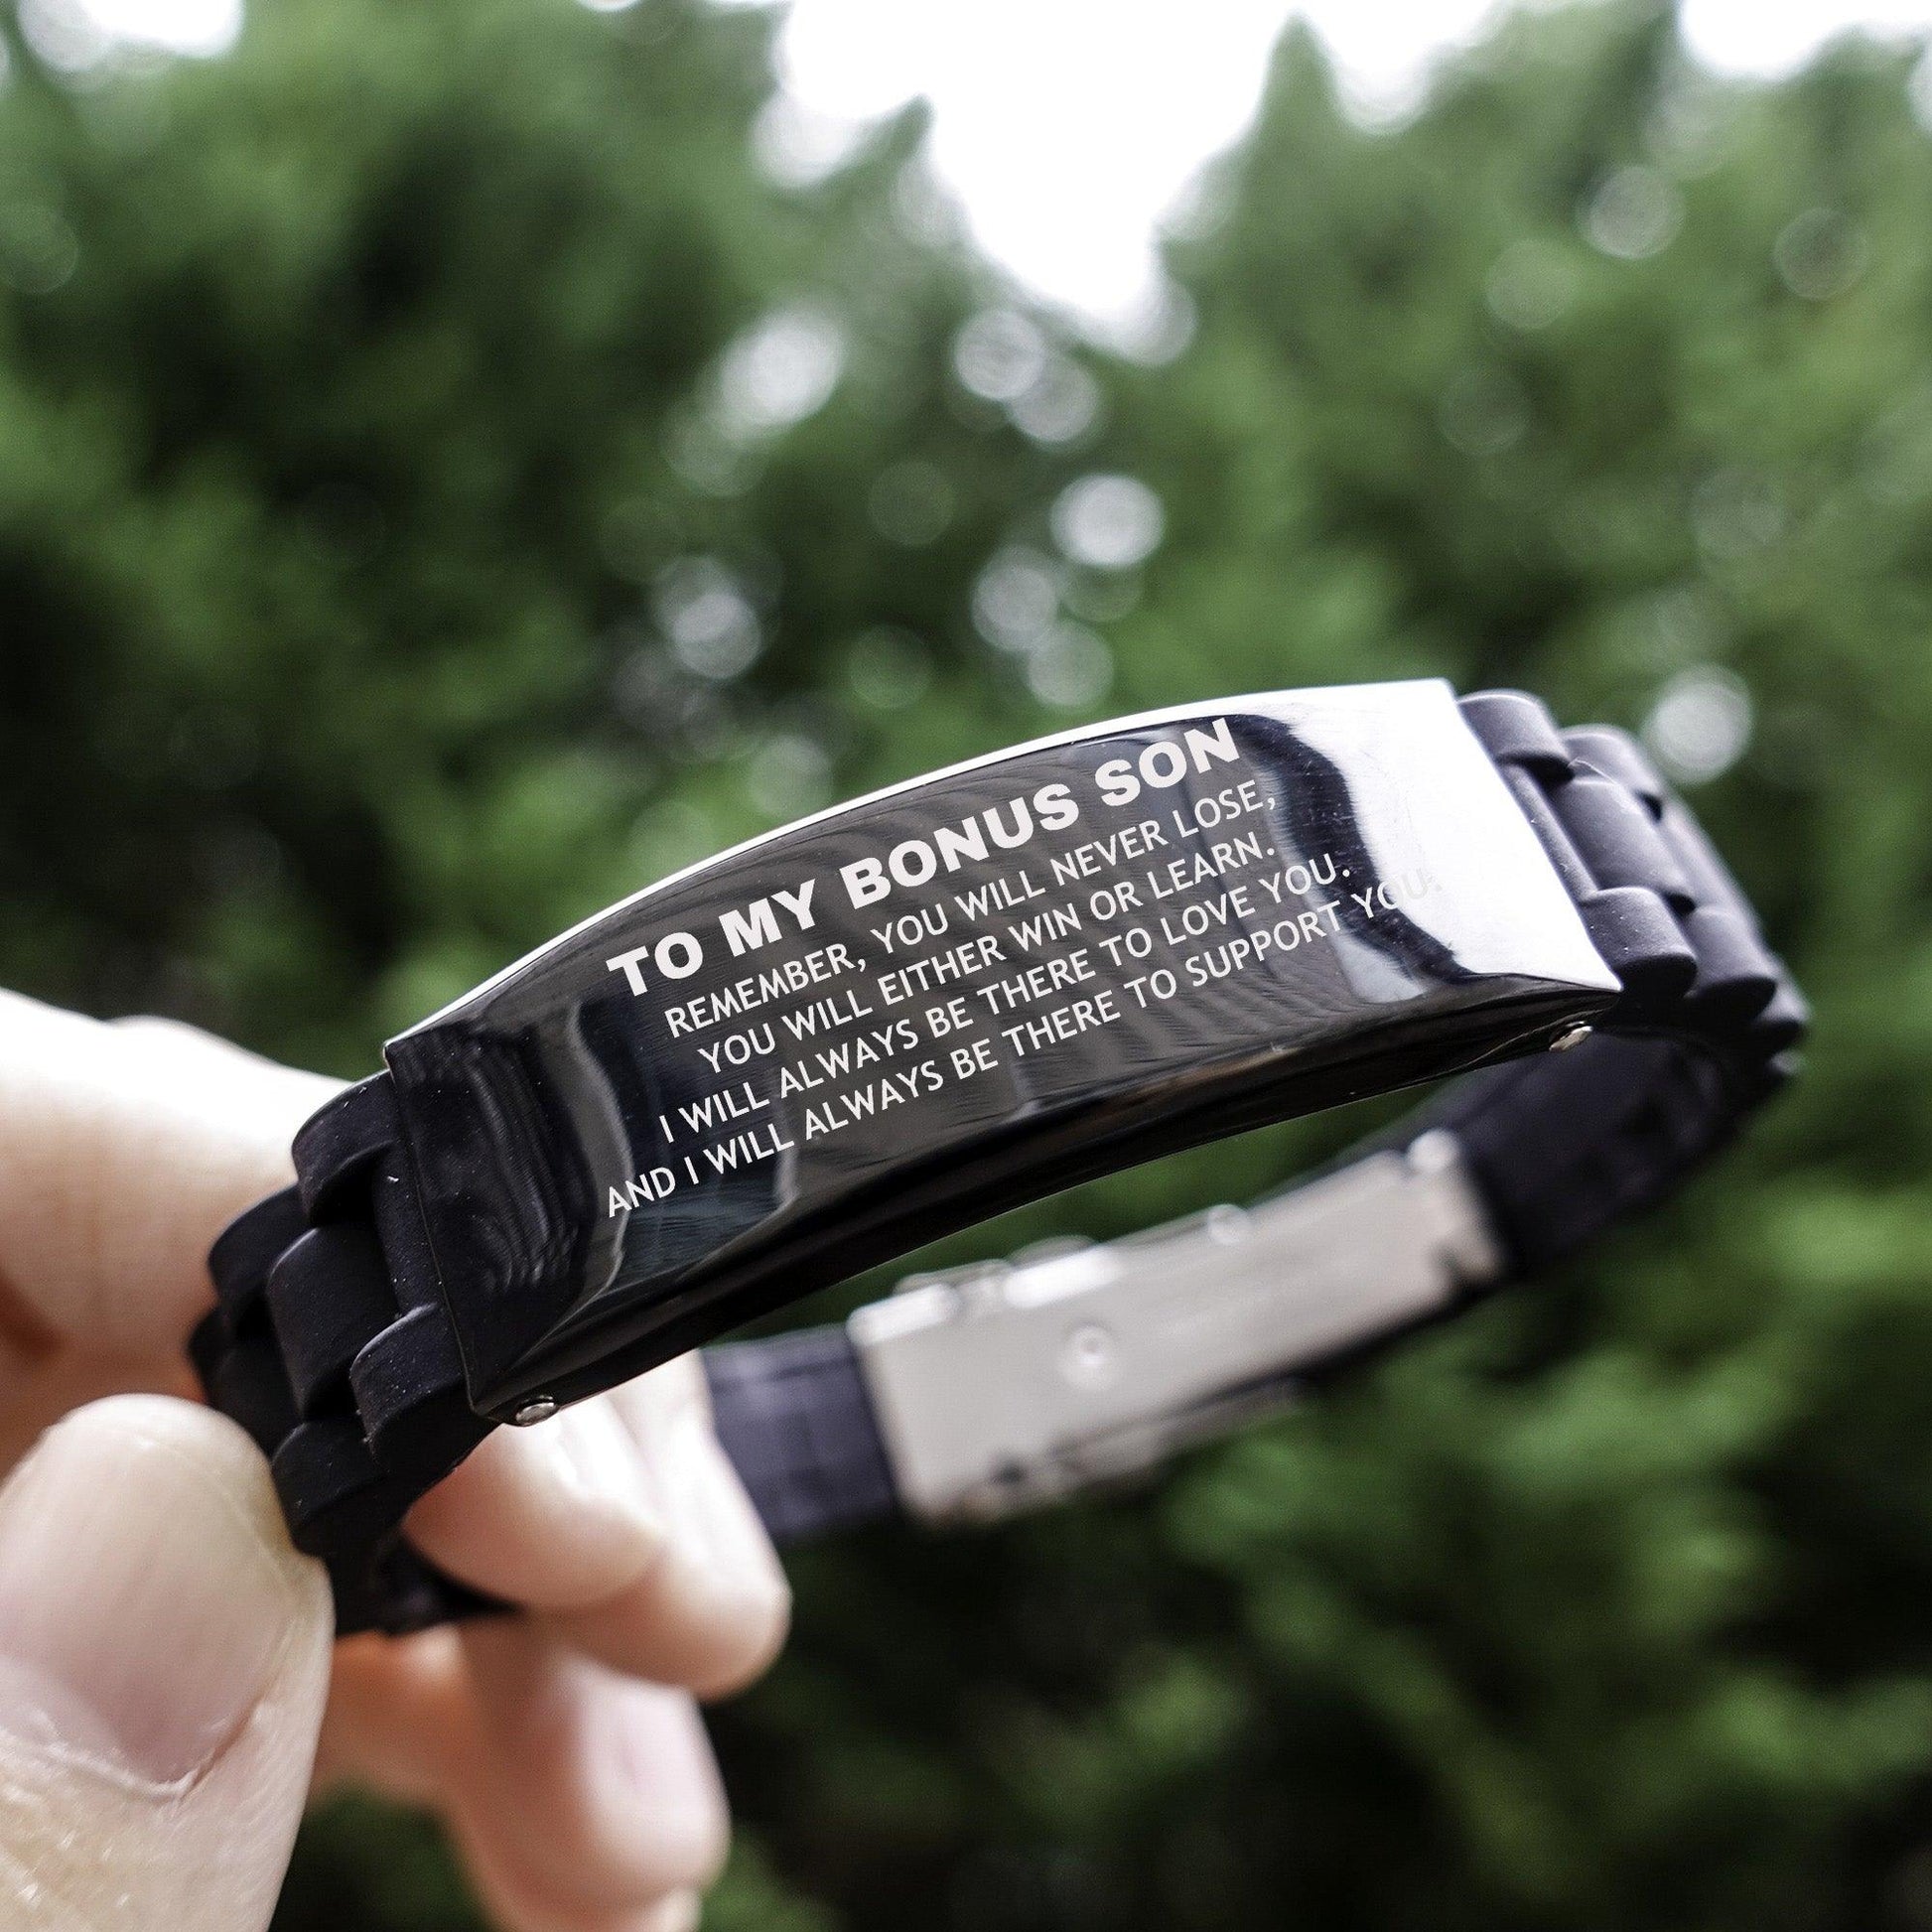 TO MY BONUS SON
REMEMBER, YOU WILL NEVER LOSE,
YOU WILL EITHER WIN OR LEARN.
I WILL ALWAYS BE THERE TO LOVE YOU.
AND I WILL ALWAYS BE THERE TO SUPPORT YOU.